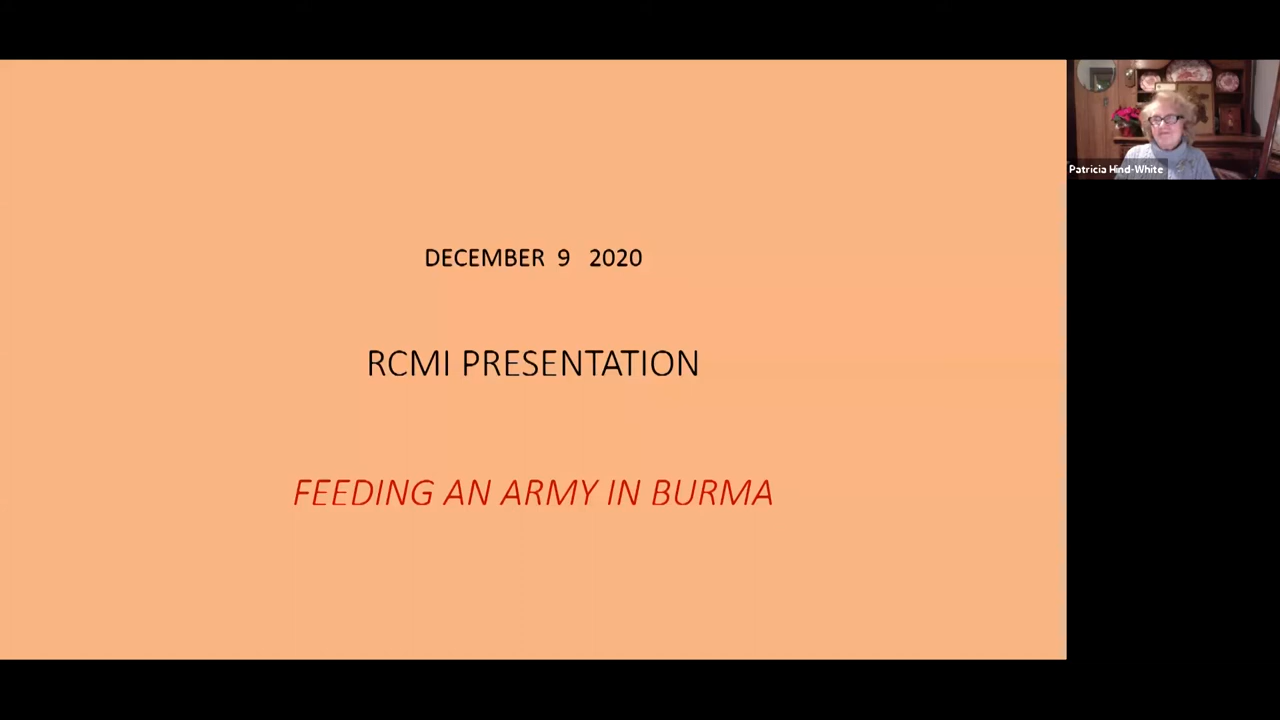 DECEMBER 9 2020
RCMI PRESENTATION
FEEDING AN ARMY IN BURMA
Patricia Hind-White